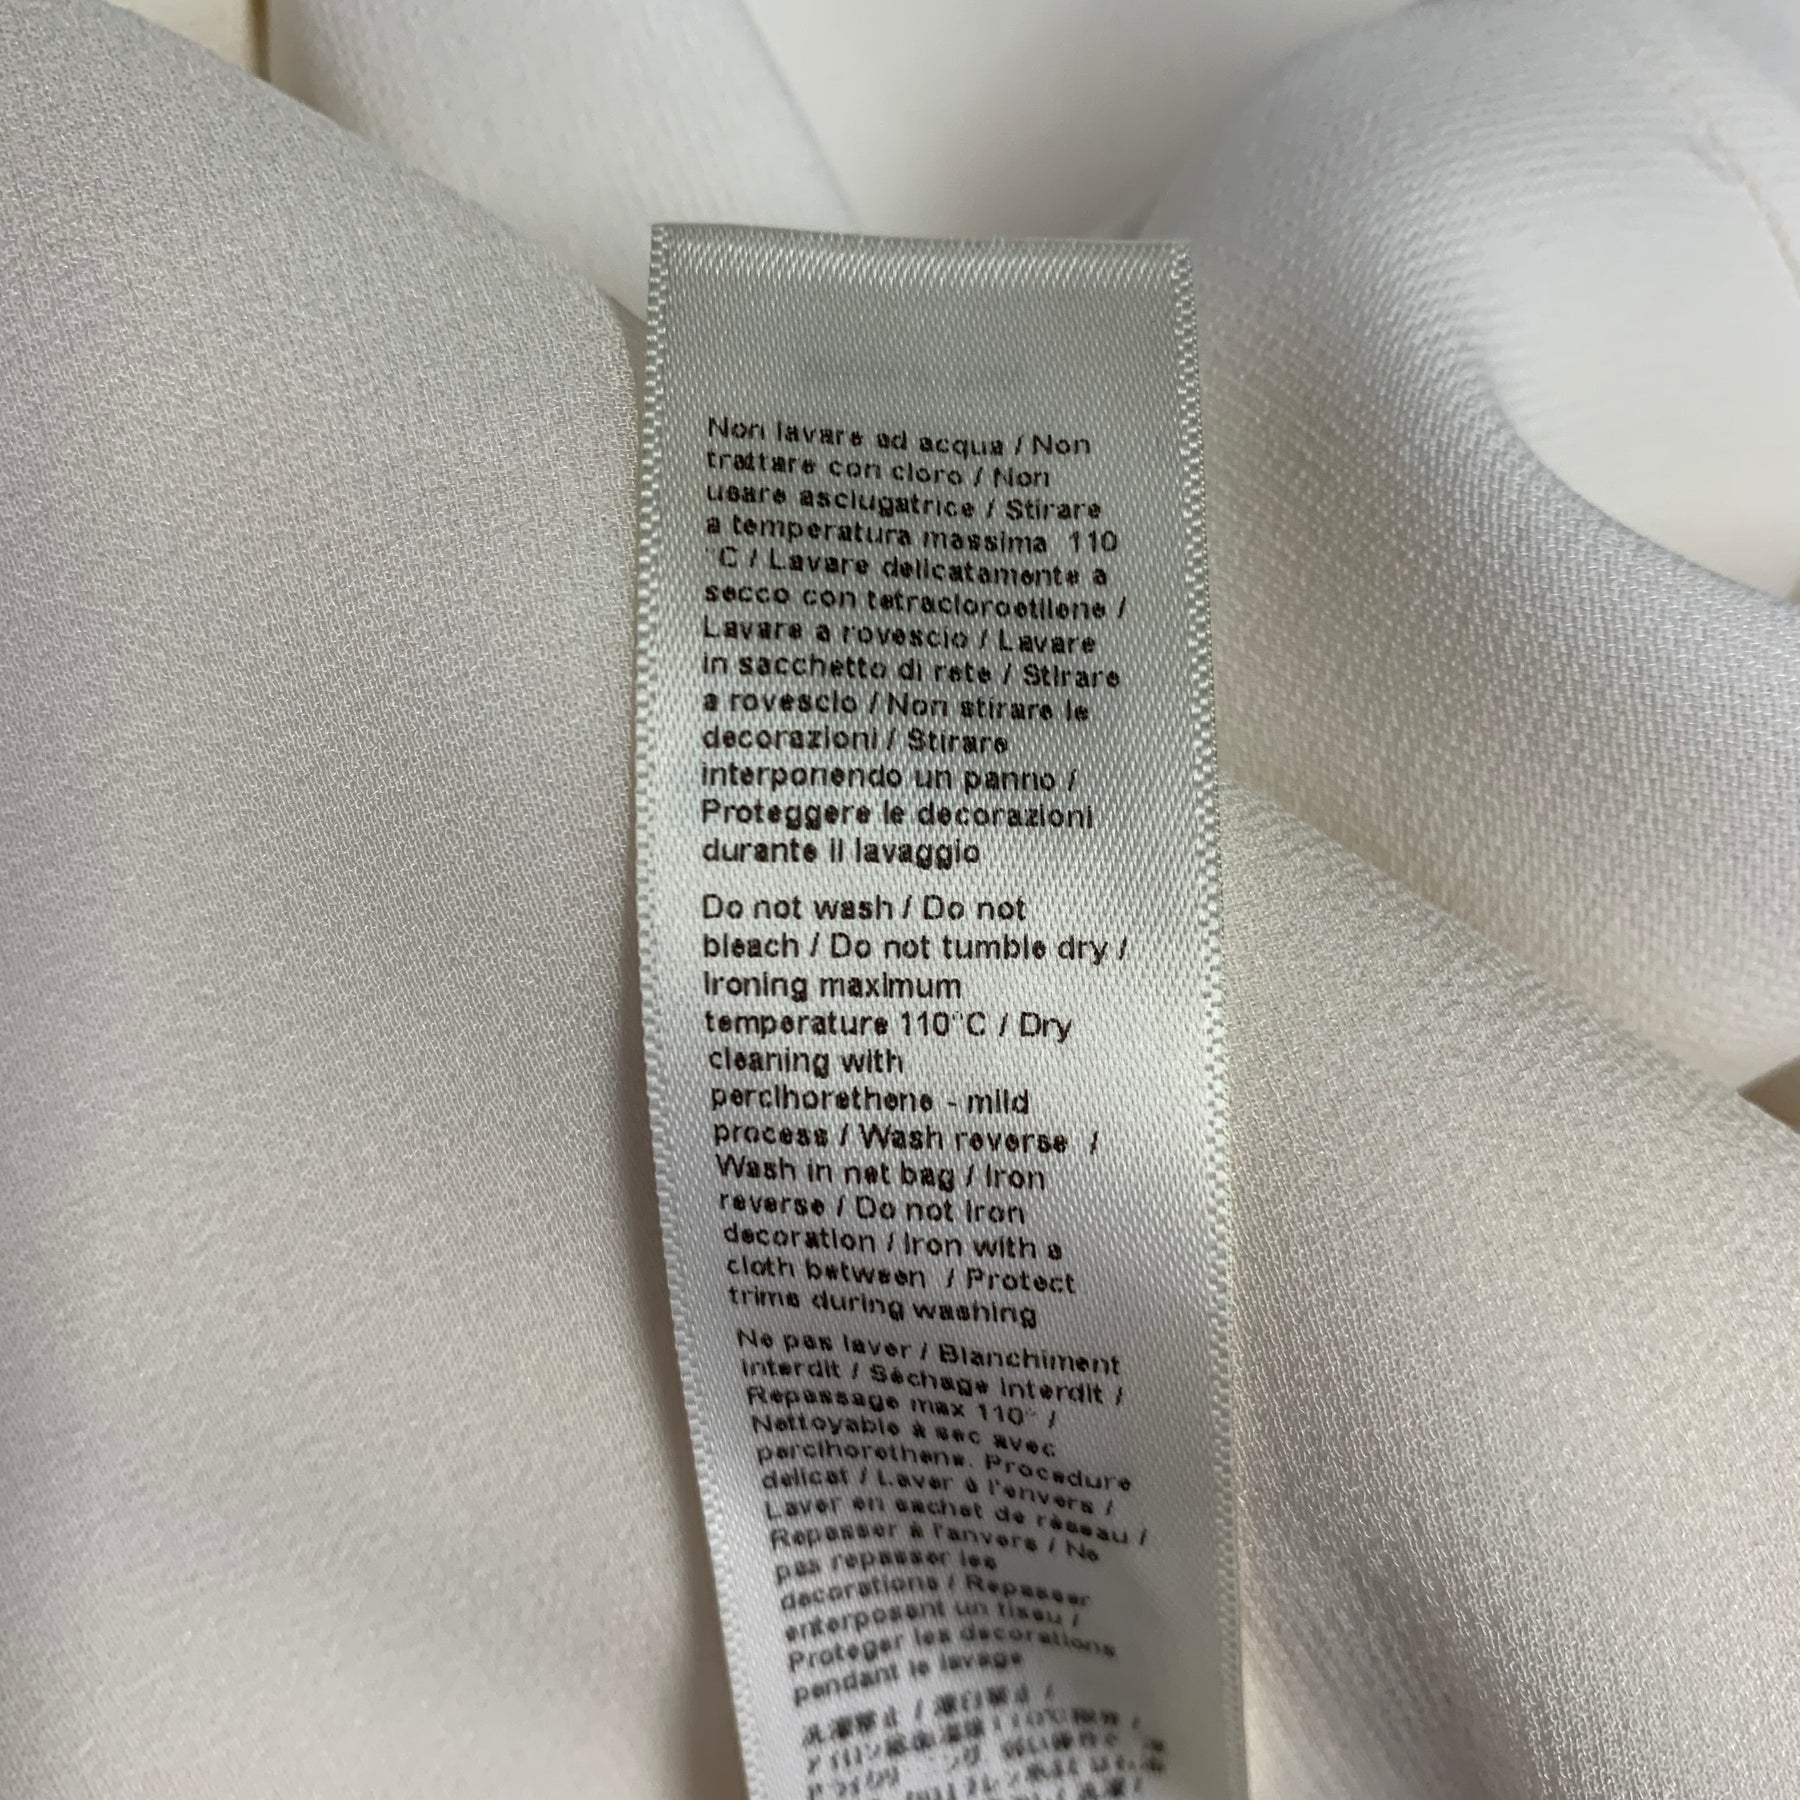 Non lavare ad acqua / Non
trattare con cloro / Non
usare asciugatrice / Stirare
a temperatura massima 110
°C / Lavare delicatamente a
secco con tetracloroetilene /
Lavare a rovescio / Lavare
in sacchetto di rete / Stirare
a rovescio / Non stirare le
decorazioni / Stirare
interponendo un panno /
Proteggere le decorazioni
durante il lavaggio
Do not wash / Do not
bleach / Do not tumble dry /
Ironing maximum
temperature 110°C / Dry
cleaning with
perclhorethene - mild
process / Wash reverse /
Wash in net bag / Iron
reverse / Do not iron
decoration / Iron with a
cloth between / Protect
trims during washing
Ne pas laver / Blanchiment
interdit / Séchage interdit /
Repassage max 110° /
Nettoyable à sec avec
perclhorethene. Procedure
delicat / Laver à l'envers /
Laver en sachet de réseau /
Repasser à l'anvers / Ne
pas repasser les
decorations / Repasser
enterposant un tiseu /
Proteger les decorations
pendant le lavage